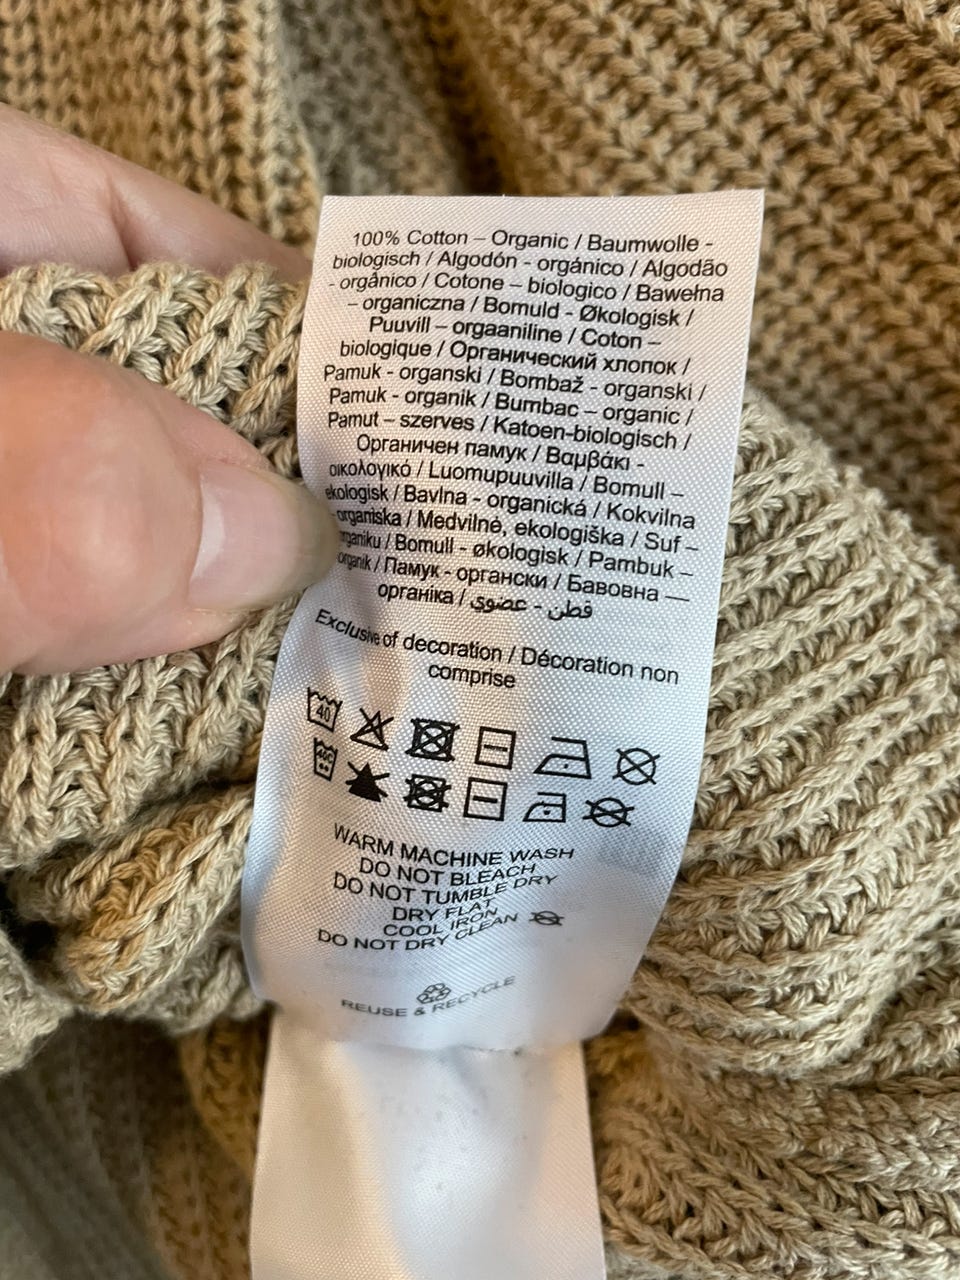 100% Cotton – Organic / Baumwolle -
biologisch / Algodón - orgánico / Algodão
- orgânico / Cotone – biologico / Bawełna
– organiczna / Bomuld - Økologisk /
Puuvill – orgaaniline / Coton –
biologique / Органический хлопок /
Pamuk - organski / Bombaž - organski /
Pamuk - organik / Bumbac – organic /
Pamut – szerves / Katoen-biologisch /
Органичен памук / Βαμβάκι -
οικολογικό / Luomupuuvilla / Bomull –
ekologisk / Bavlna - organická / Kokvilna
- organiska / Medvilnė, ekologiška / Suf –
organiku / Bomull - økologisk / Pambuk –
organik / Памук - органски / Бавовна —
органіка / قطن - عضوي
Exclusive of decoration / Décoration non
comprise
40
40C
WARM MACHINE WASH
DO NOT BLEACH
DO NOT TUMBLE DRY
DRY FLAT
COOL IRON
DO NOT DRY CLEAN
REUSE & RECYCLE